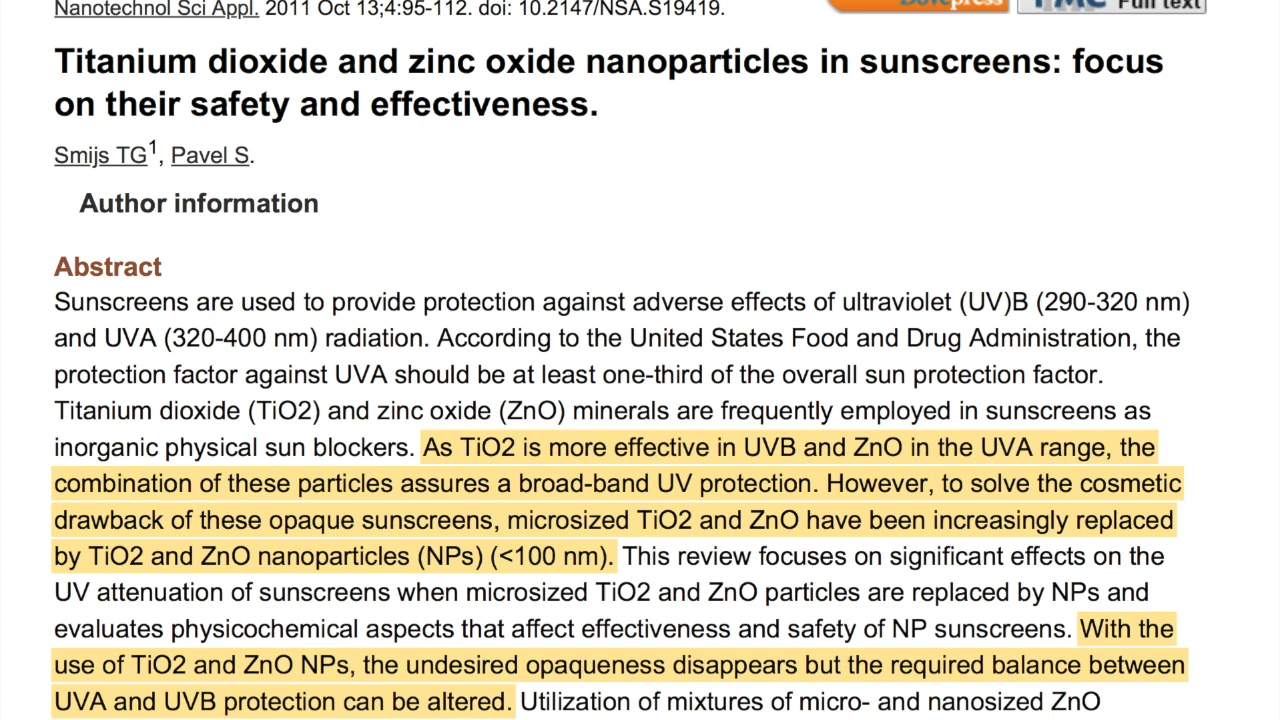 Nanotechnol Sci Appl. 2011 Oct 13;4:95-112. doi: 10.2147/NSA.S19419.
Dovepress
PMC Full text
Titanium dioxide and zinc oxide nanoparticles in sunscreens: focus
on their safety and effectiveness.
Smijs TG1, Pavel S.
Author information
Abstract
Sunscreens are used to provide protection against adverse effects of ultraviolet (UV)B (290-320 nm)
and UVA (320-400 nm) radiation. According to the United States Food and Drug Administration, the
protection factor against UVA should be at least one-third of the overall sun protection factor.
Titanium dioxide (TiO2) and zinc oxide (ZnO) minerals are frequently employed in sunscreens as
inorganic physical sun blockers. As TiO2 is more effective in UVB and ZnO in the UVA range, the
combination of these particles assures a broad-band UV protection. However, to solve the cosmetic
drawback of these opaque sunscreens, microsized TiO2 and ZnO have been increasingly replaced
by TiO2 and ZnO nanoparticles (NPs) (<100 nm). This review focuses on significant effects on the
UV attenuation of sunscreens when microsized TiO2 and ZnO particles are replaced by NPs and
evaluates physicochemical aspects that affect effectiveness and safety of NP sunscreens. With the
use of TiO2 and ZnO NPs, the undesired opaqueness disappears but the required balance between
UVA and UVB protection can be altered. Utilization of mixtures of micro- and nanosized ZnO